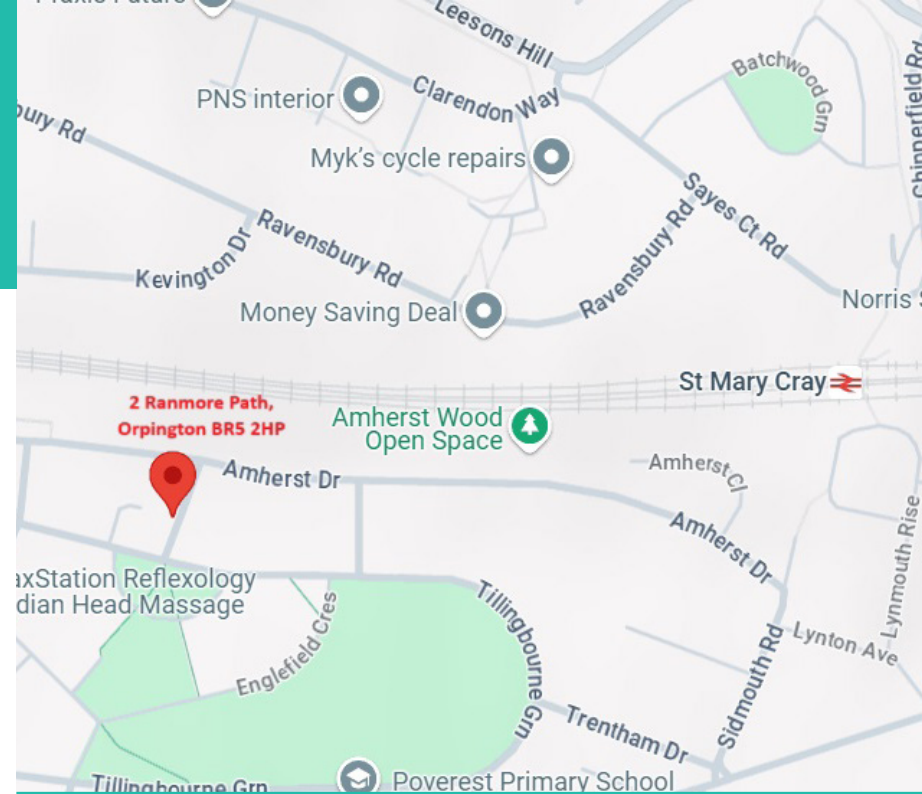 Leesons Hill
Batchwood Grn
PNS interior
Clarendon Way
Myk's cycle repairs
Sayes Ct Rd
Ravensbury Rd
Kevington Dr
Ravensbury Rd
Money Saving Deal
Norris
St Mary Cray
2 Ranmore Path,
Orpington BR5 2HP
Amherst Wood
Open Space
Amherst Dr
Amherst Cl
Amherst Dr
Lynmouth Rise
axStation Reflexology
dian Head Massage
Englefield Cres
Tillingbourne Grn
Lynton Ave
Sidmouth Rd
Trentham Dr
Tillingbourne Grn
Poverest Primary School